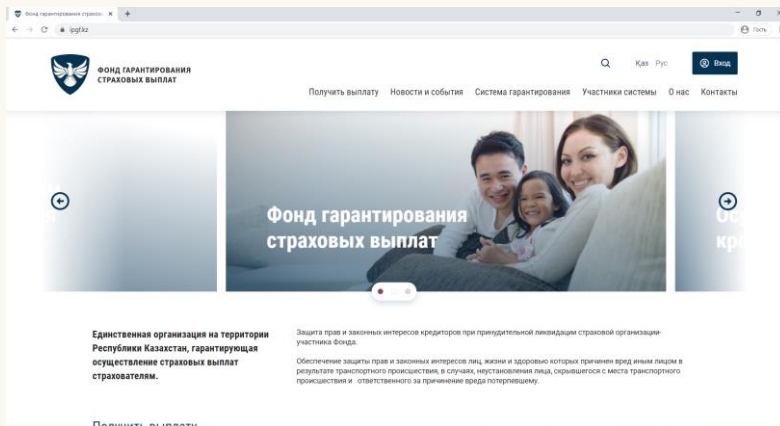 Фонд гарантирования страхов
ipgf.kz
Гость
ФОНД ГАРАНТИРОВАНИЯ
СТРАХОВЫХ ВЫПЛАТ
Қаз Рус
Вход
Получить выплату Новости и события Система гарантирования Участники системы О нас Контакты
Фонд гарантирования
страховых выплат
Единственная организация на территории
Республики Казахстан, гарантирующая
осуществление страховых выплат
страхователям.
Защита прав и законных интересов кредиторов при принудительной ликвидации страховой организации-
участника Фонда.
Обеспечение защиты прав и законных интересов лиц, жизни и здоровью которых причинен вред иным лицом в
результате транспортного происшествия, в случаях, неустановления лица, скрывшегося с места транспортного
происшествия и ответственного за причинение вреда потерпевшему.
Получить выплату